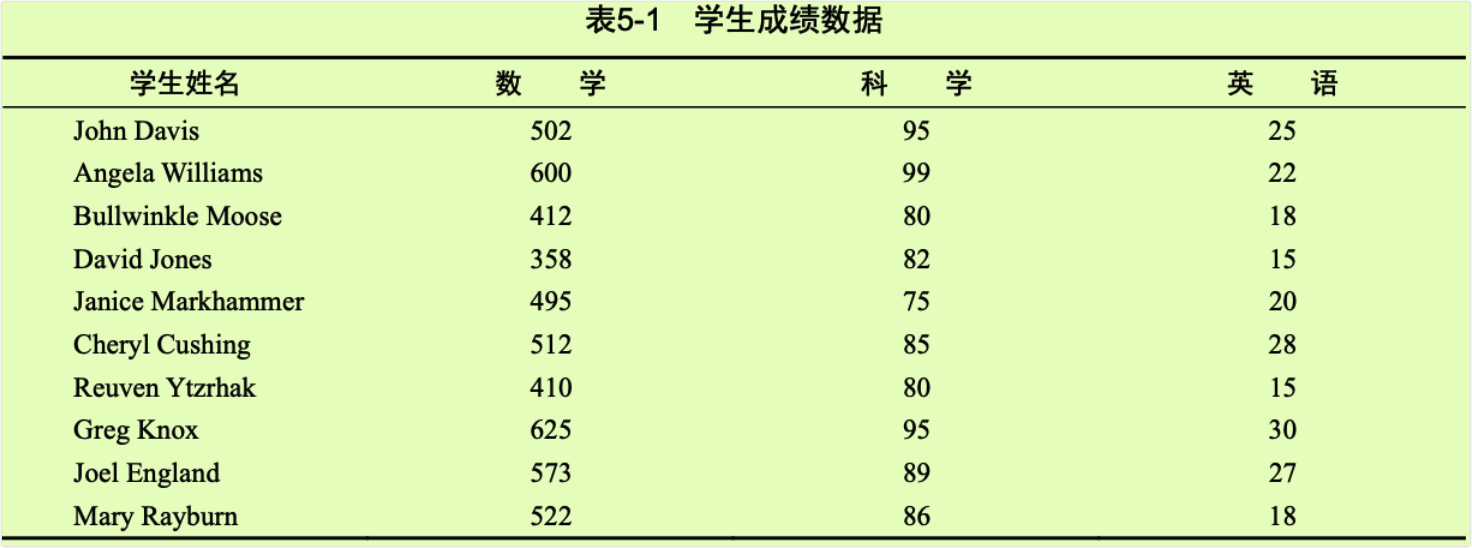 表5-1 学生成绩数据
学生姓名 数 学 科 学 英 语
John Davis 502 95 25
Angela Williams 600 99 22
Bullwinkle Moose 412 80 18
David Jones 358 82 15
Janice Markhammer 495 75 20
Cheryl Cushing 512 85 28
Reuven Ytzrhak 410 80 15
Greg Knox 625 95 30
Joel England 573 89 27
Mary Rayburn 522 86 18